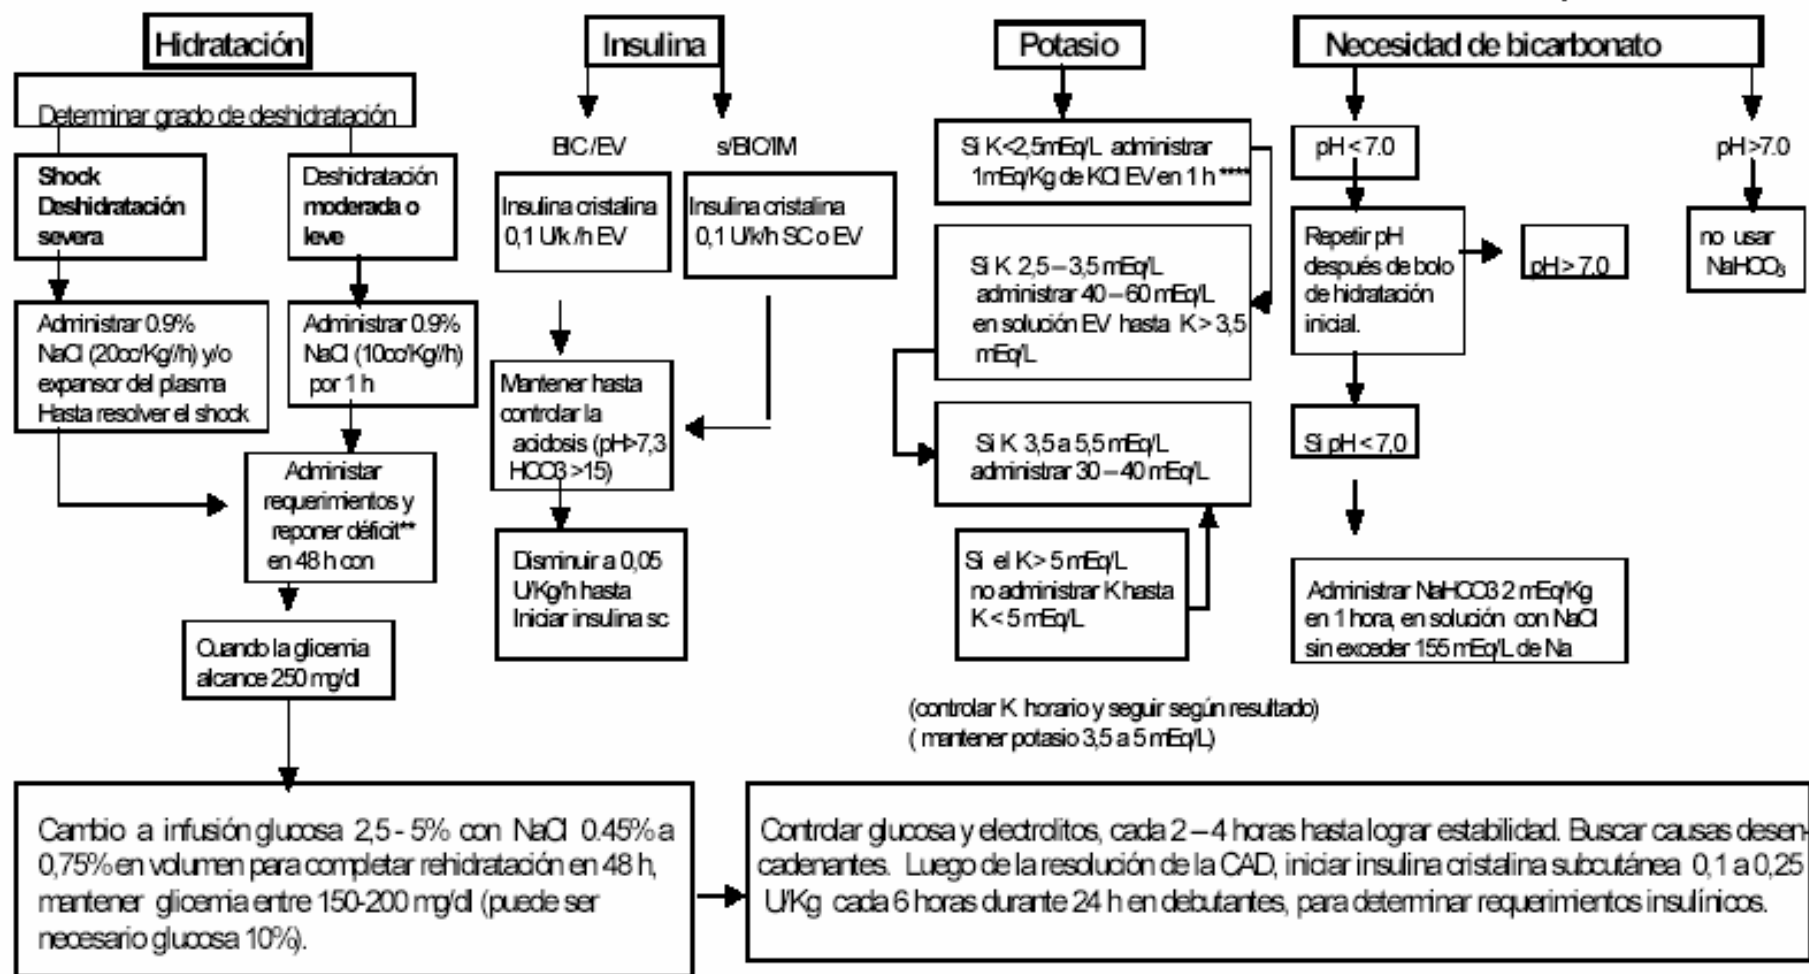 Hidratación
Determinar grado de deshidratación
Shock
Deshidratación
severa
Deshidratación
moderada o
leve
Administrar 0.9%
NaCl (20cc/Kg//h) y/o
expansor del plasma
Hasta resolver el shock
Administrar 0.9%
NaCl (10cc/Kg//h)
por 1 h
Administar
requerimientos y
reponer déficit**
en 48 h con
Cuando la glicemia
alcance 250 mg/dl
Insulina
BIC/EV
s/BIC/IM
Insulina cristalina
0,1 U/k /h EV
Insulina cristalina
0,1 U/k/h SC o EV
Mantener hasta
controlar la
acidosis (pH>7,3
HCO3 >15)
Disminuir a 0,05
U/Kg/h hasta
Iniciar insulina sc
Potasio
Si K<2,5mEq/L administrar
1mEq/Kg de KCl EV en 1 h ****
Si K 2,5 – 3,5 mEq/L
administrar 40 – 60 mEq/L
en solución EV hasta K > 3,5
mEq/L
Si K 3,5 a 5,5 mEq/L
administrar 30 – 40 mEq/L
Si el K > 5 mEq/L
no administrar K hasta
K < 5 mEq/L
(controlar K horario y seguir según resultado)
( mantener potasio 3,5 a 5 mEq/L)
Necesidad de bicarbonato
pH < 7.0
pH >7.0
Repetir pH
después de bolo
de hidratación
inicial.
pH > 7.0
no usar
NaHCO₃
Si pH < 7,0
Administrar NaHCO3 2 mEq/Kg
en 1 hora, en solución con NaCl
sin exceder 155 mEq/L de Na
Cambio a infusión glucosa 2,5 - 5% con NaCl 0.45% a
0,75% en volumen para completar rehidratación en 48 h,
mantener glicemia entre 150-200 mg/dl (puede ser
necesario glucosa 10%).
Controlar glucosa y electrolitos, cada 2 – 4 horas hasta lograr estabilidad. Buscar causas desen-
cadenantes. Luego de la resolución de la CAD, iniciar insulina cristalina subcutánea 0,1 a 0,25
U/Kg cada 6 horas durante 24 h en debutantes, para determinar requerimientos insulínicos.